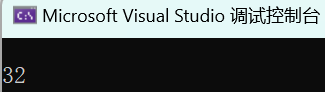 C:\ Microsoft Visual Studio 调试控制台
32